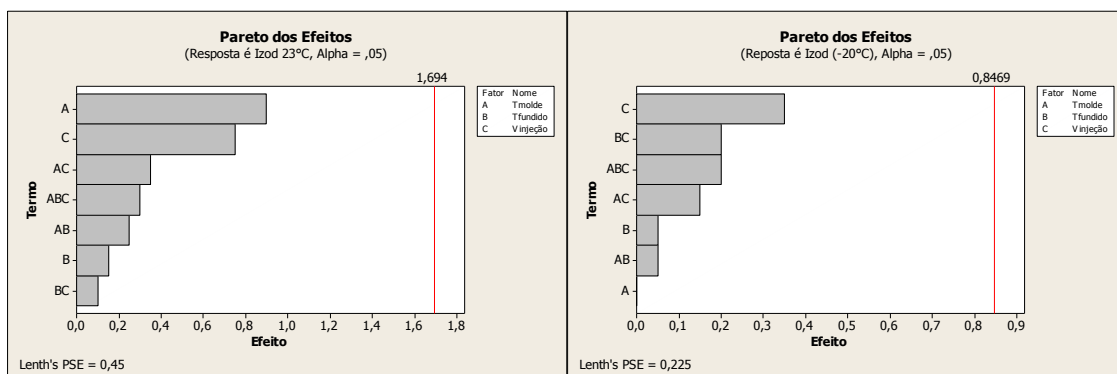 Pareto dos Efeitos
(Resposta é Izod 23°C, Alpha = ,05)
1,694
Fator Nome
A Tmolde
B Tfundido
C Vinjeção
Termo
A
C
AC
ABC
AB
B
BC
0,0 0,2 0,4 0,6 0,8 1,0 1,2 1,4 1,6 1,8
Efeito
Lenth's PSE = 0,45
Pareto dos Efeitos
(Reposta é Izod (-20°C), Alpha = ,05)
0,8469
Fator Nome
A Tmolde
B Tfundido
C Vinjeção
Termo
C
BC
ABC
AC
B
AB
A
0,0 0,1 0,2 0,3 0,4 0,5 0,6 0,7 0,8 0,9
Efeito
Lenth's PSE = 0,225